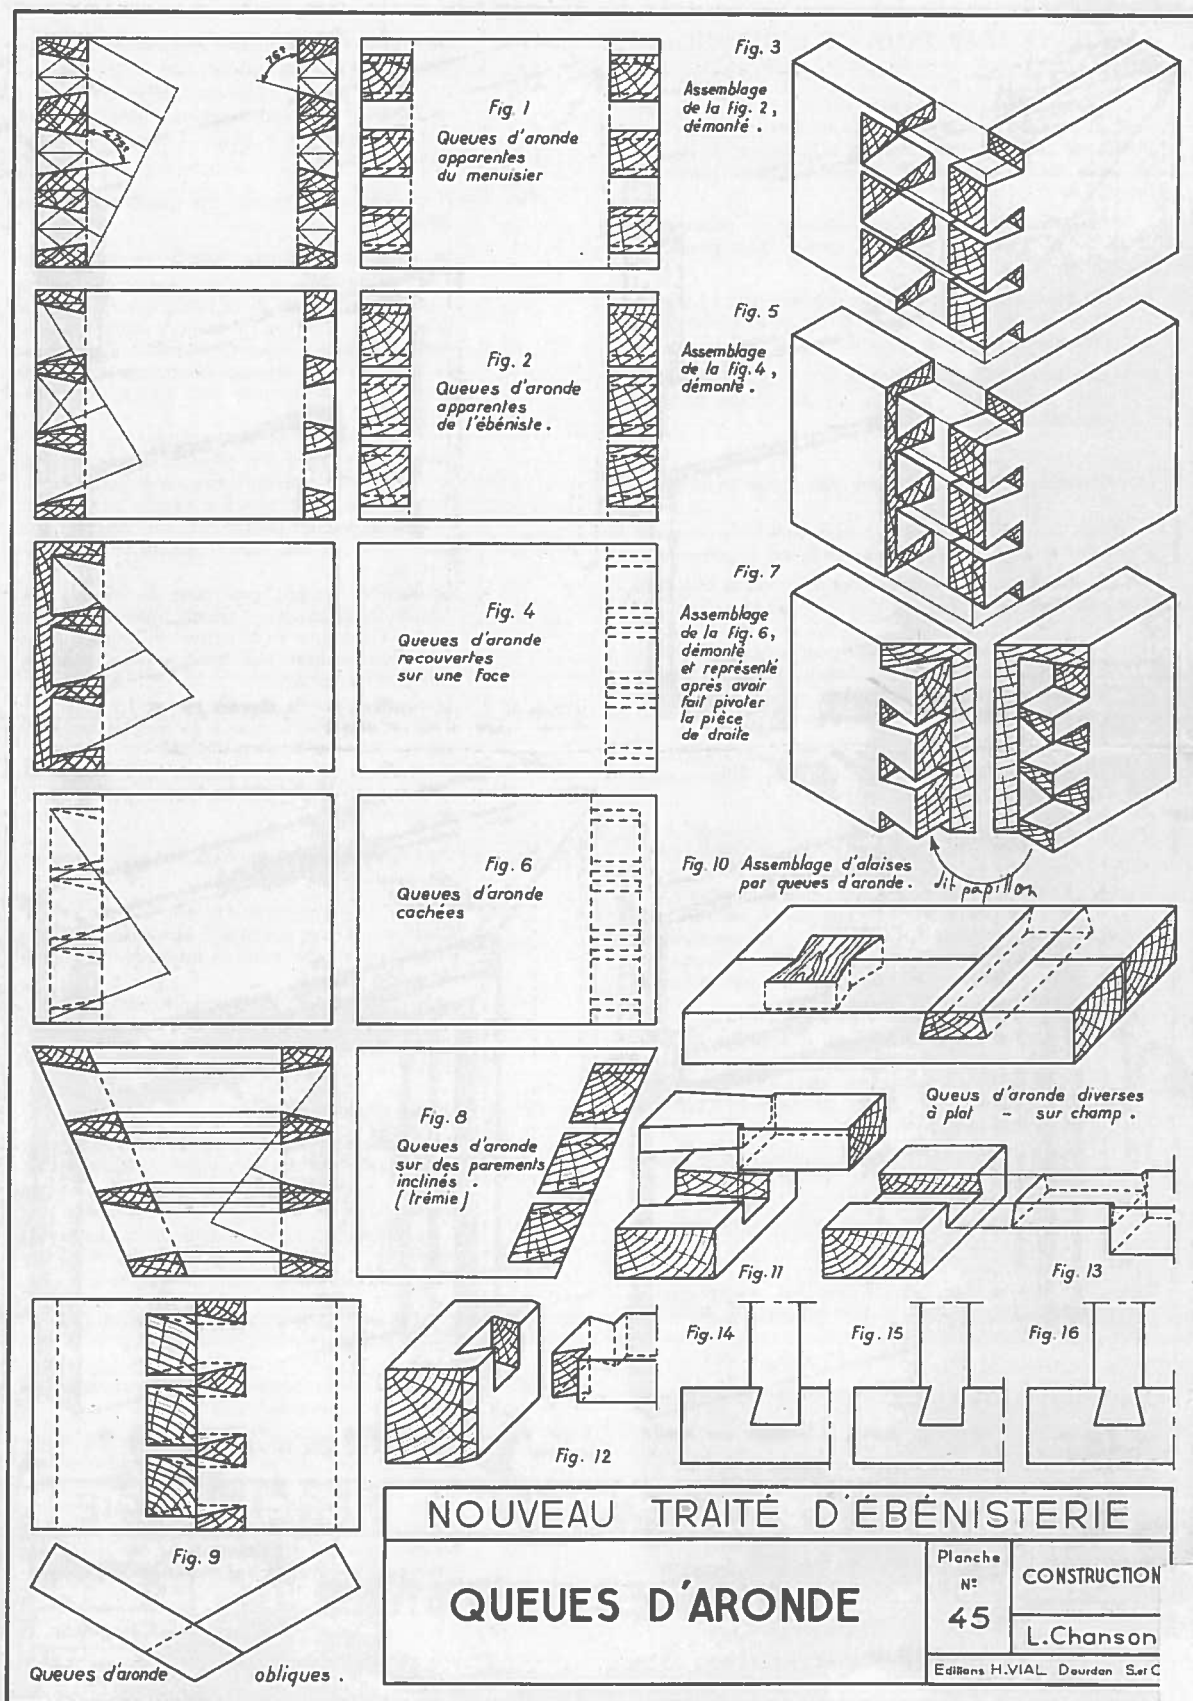 75°
∠75°
Fig. 1
Queues d'aronde
apparentes
du menuisier
Fig. 3
Assemblage
de la fig. 2,
démonté.
Fig. 2
Queues d'aronde
apparentes
de l'ébéniste.
Fig. 5
Assemblage
de la fig. 4,
démonté.
Fig. 4
Queues d'aronde
recouvertes
sur une face
Fig. 7
Assemblage
de la fig. 6,
démonté
et représenté
après avoir
fait pivoter
la pièce
de droite
Fig. 6
Queues d'aronde
cachées
Fig. 10 Assemblage d'alaises
par queues d'aronde. dit papillon
Fig. 8
Queues d'aronde
sur des parements
inclinés.
[trémie]
Queus d'aronde diverses
à plat – sur champ.
Fig. 11
Fig. 13
Fig. 12
Fig. 14
Fig. 15
Fig. 16
Fig. 9
Queues d'aronde obliques.
NOUVEAU TRAITÉ D'ÉBÉNISTERIE
QUEUES D'ARONDE
Planche
N°:
45
CONSTRUCTION
L. Chanson
Editions H. VIAL Dourdan S. et O